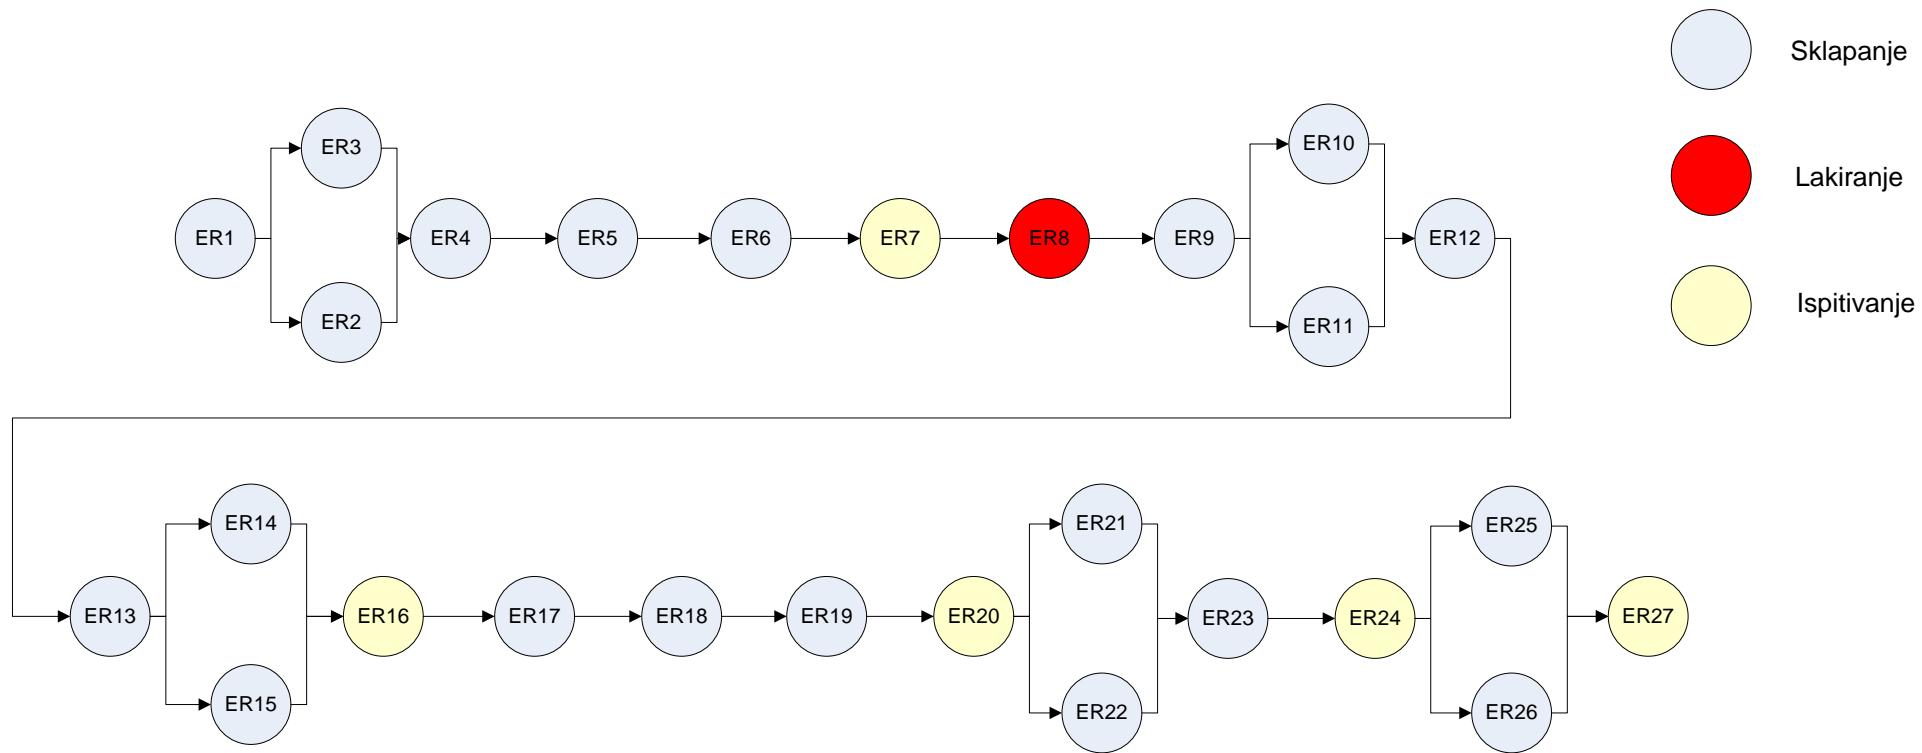 Sklapanje
Lakiranje
Ispitivanje
ER3
ER10
ER1
ER4
ER5
ER6
ER7
ER8
ER9
ER12
ER2
ER11
ER14
ER21
ER25
ER13
ER16
ER17
ER18
ER19
ER20
ER23
ER24
ER27
ER15
ER22
ER26